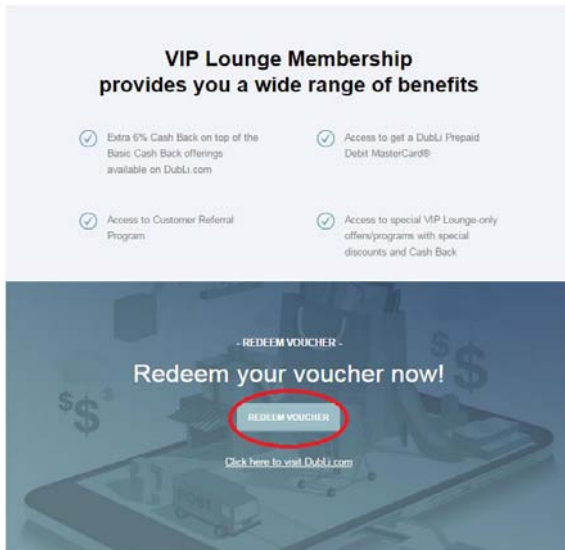 VIP Lounge Membership
provides you a wide range of benefits
Extra 6% Cash Back on top of the
Basic Cash Back offerings
available on DubLi.com
Access to get a DubLi Prepaid
Debit MasterCard®
Access to Customer Referral
Program
Access to special VIP Lounge-only
offers/programs with special
discounts and Cash Back
- REDEEM VOUCHER -
Redeem your voucher now!
REDEEM VOUCHER
Click here to visit DubLi.com
$
$
$
$
POST